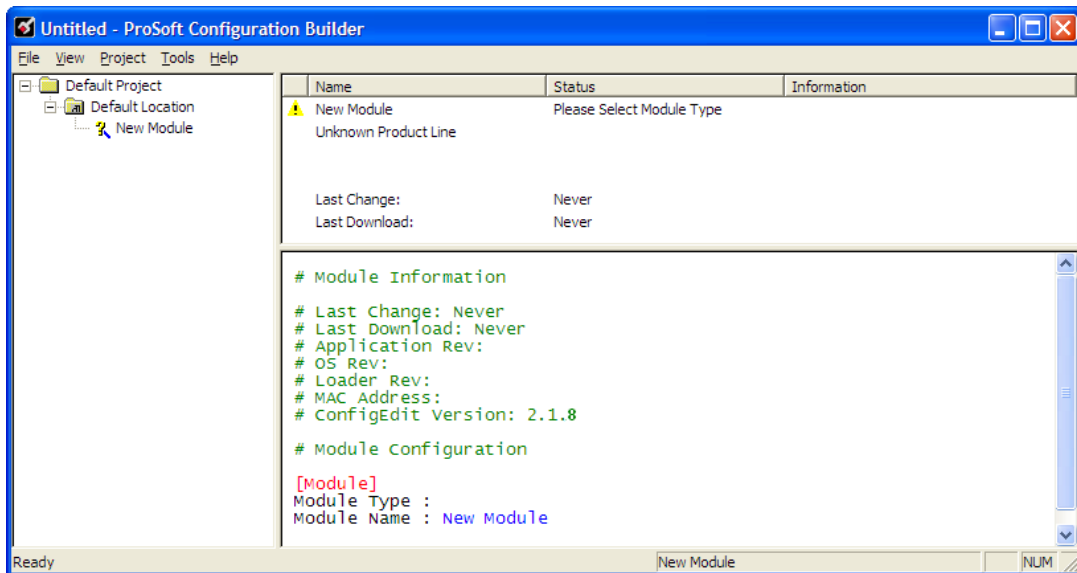 Untitled - ProSoft Configuration Builder
File View Project Tools Help
Default Project
Default Location
New Module
Name Status Information
New Module Please Select Module Type
Unknown Product Line
Last Change: Never
Last Download: Never
# Module Information
# Last Change: Never
# Last Download: Never
# Application Rev:
# OS Rev:
# Loader Rev:
# MAC Address:
# ConfigEdit Version: 2.1.8
# Module Configuration
[Module]
Module Type :
Module Name : New Module
Ready New Module NUM